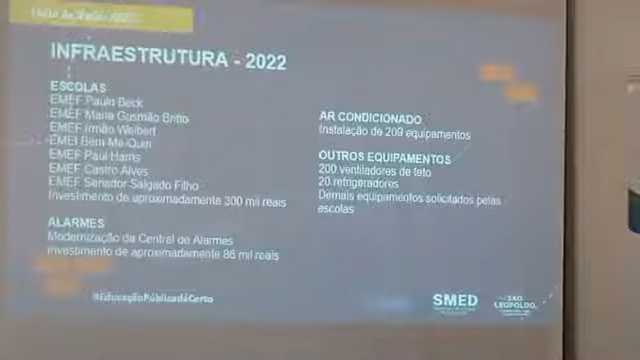 INFRAESTRUTURA - 2022
ESCOLAS
EMEF Paulo Beck
EMEF Maria Gusmão Britto
EMEF Irmão Weibert
EMEI Bem Me Quer
EMEF Paul Harris
EMEF Castro Alves
EMEF Senador Salgado Filho
Investimento de aproximadamente 300 mil reais
ALARMES
Modernização da Central de Alarmes
Investimento de aproximadamente 86 mil reais
AR CONDICIONADO
Instalação de 209 equipamentos
OUTROS EQUIPAMENTOS
200 ventiladores de teto
20 refrigeradores
Demais equipamentos solicitados pelas
escolas
#EducaçãoPúblicadáCerto
SMED
SÃO
LEOPOLDO